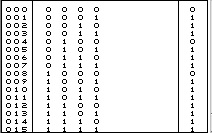 000 0 0 0 0 0
001 0 0 0 1 1
002 0 0 1 0 0
003 0 0 1 1 1
004 0 1 0 0 0
005 0 1 0 1 1
006 0 1 1 0 1
007 0 1 1 1 1
008 1 0 0 0 0
009 1 0 0 1 1
010 1 0 1 0 1
011 1 0 1 1 1
012 1 1 0 0 1
013 1 1 0 1 1
014 1 1 1 0 1
015 1 1 1 1 1